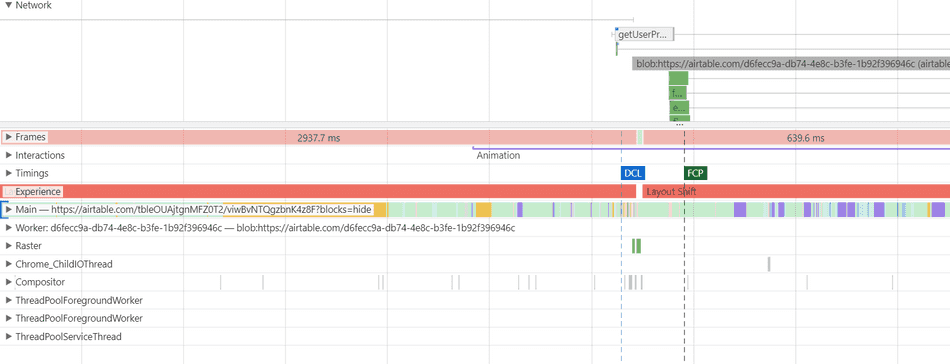 Network
getUserPr...
blob:https://airtable.com/d6fecc9a-db74-4e8c-b3fe-1b92f396946c (airtable
f...
e...
...
Frames 2937.7 ms 639.6 ms
Interactions Animation
Timings DCL FCP
Experience Layout Shift
Main — https://airtable.com/tbleOUAjtgnMFZ0T2/viwBvNTQgzbnK4z8F?blocks=hide
Worker: d6fecc9a-db74-4e8c-b3fe-1b92f396946c — blob:https://airtable.com/d6fecc9a-db74-4e8c-b3fe-1b92f396946c
Raster
Chrome_ChildIOThread
Compositor
ThreadPoolForegroundWorker
ThreadPoolForegroundWorker
ThreadPoolServiceThread